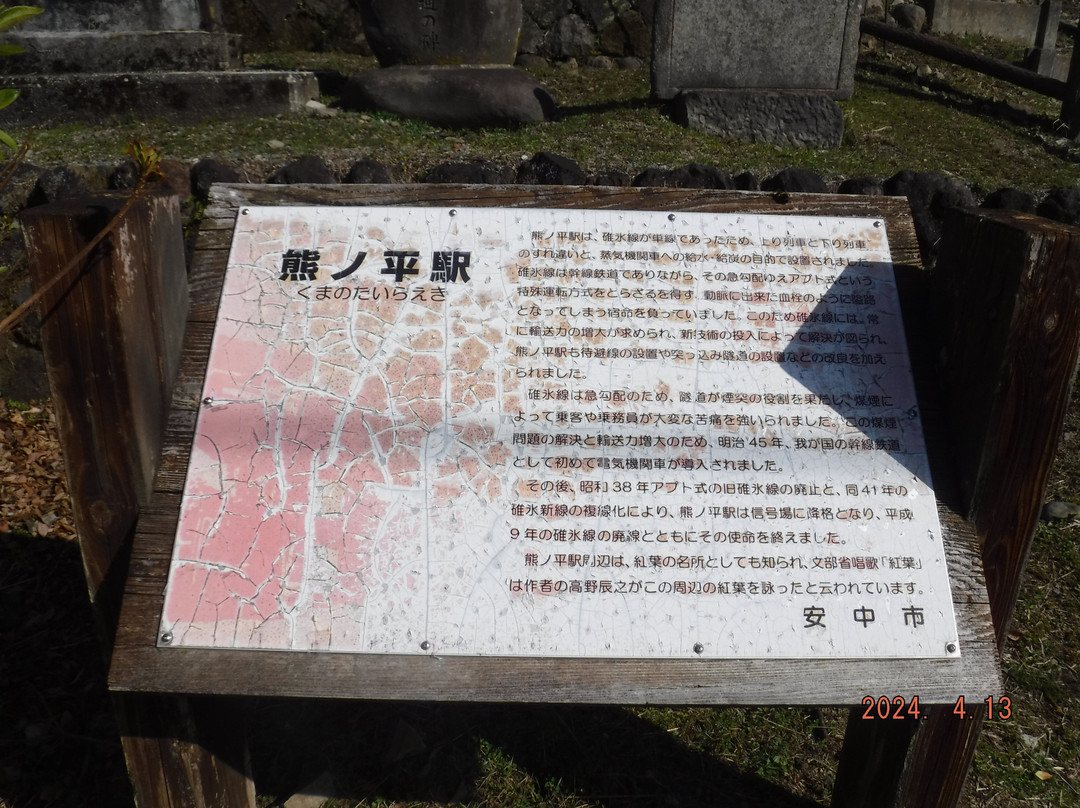 熊ノ平駅
くまのたいらえき
熊ノ平駅は、碓氷線が単線であったため、上り列車と下り列車
のすれ違いと、蒸気機関車への給水・給炭の目的で設置されました。
碓氷線は幹線鉄道でありながら、その急勾配ゆえアプト式という
特殊運転方式をとらざるを得ず、動脈に出来た血栓のように隘路
となってしまう宿命を負っていました。このため碓氷線には、常
に輸送力の増大が求められ、新技術の投入によって解決が図られ、
熊ノ平駅も待避線の設置や突っ込み隧道の設置などの改良を加え
られました。
碓氷線は急勾配のため、隧道が煙突の役割を果たし、煤煙に
よって乗客や乗務員が大変な苦痛を強いられました。この煤煙
問題の解決と輸送力増大のため、明治45年、我が国の幹線鉄道
として初めて電気機関車が導入されました。
その後、昭和38年アプト式の旧碓氷線の廃止と、同41年の
碓氷新線の複線化により、熊ノ平駅は信号場に降格となり、平成
9年の碓氷線の廃線とともにその使命を終えました。
熊ノ平駅周辺は、紅葉の名所としても知られ、文部省唱歌「紅葉」
は作者の高野辰之がこの周辺の紅葉を詠ったと云われています。
安中市
2024. 4.13